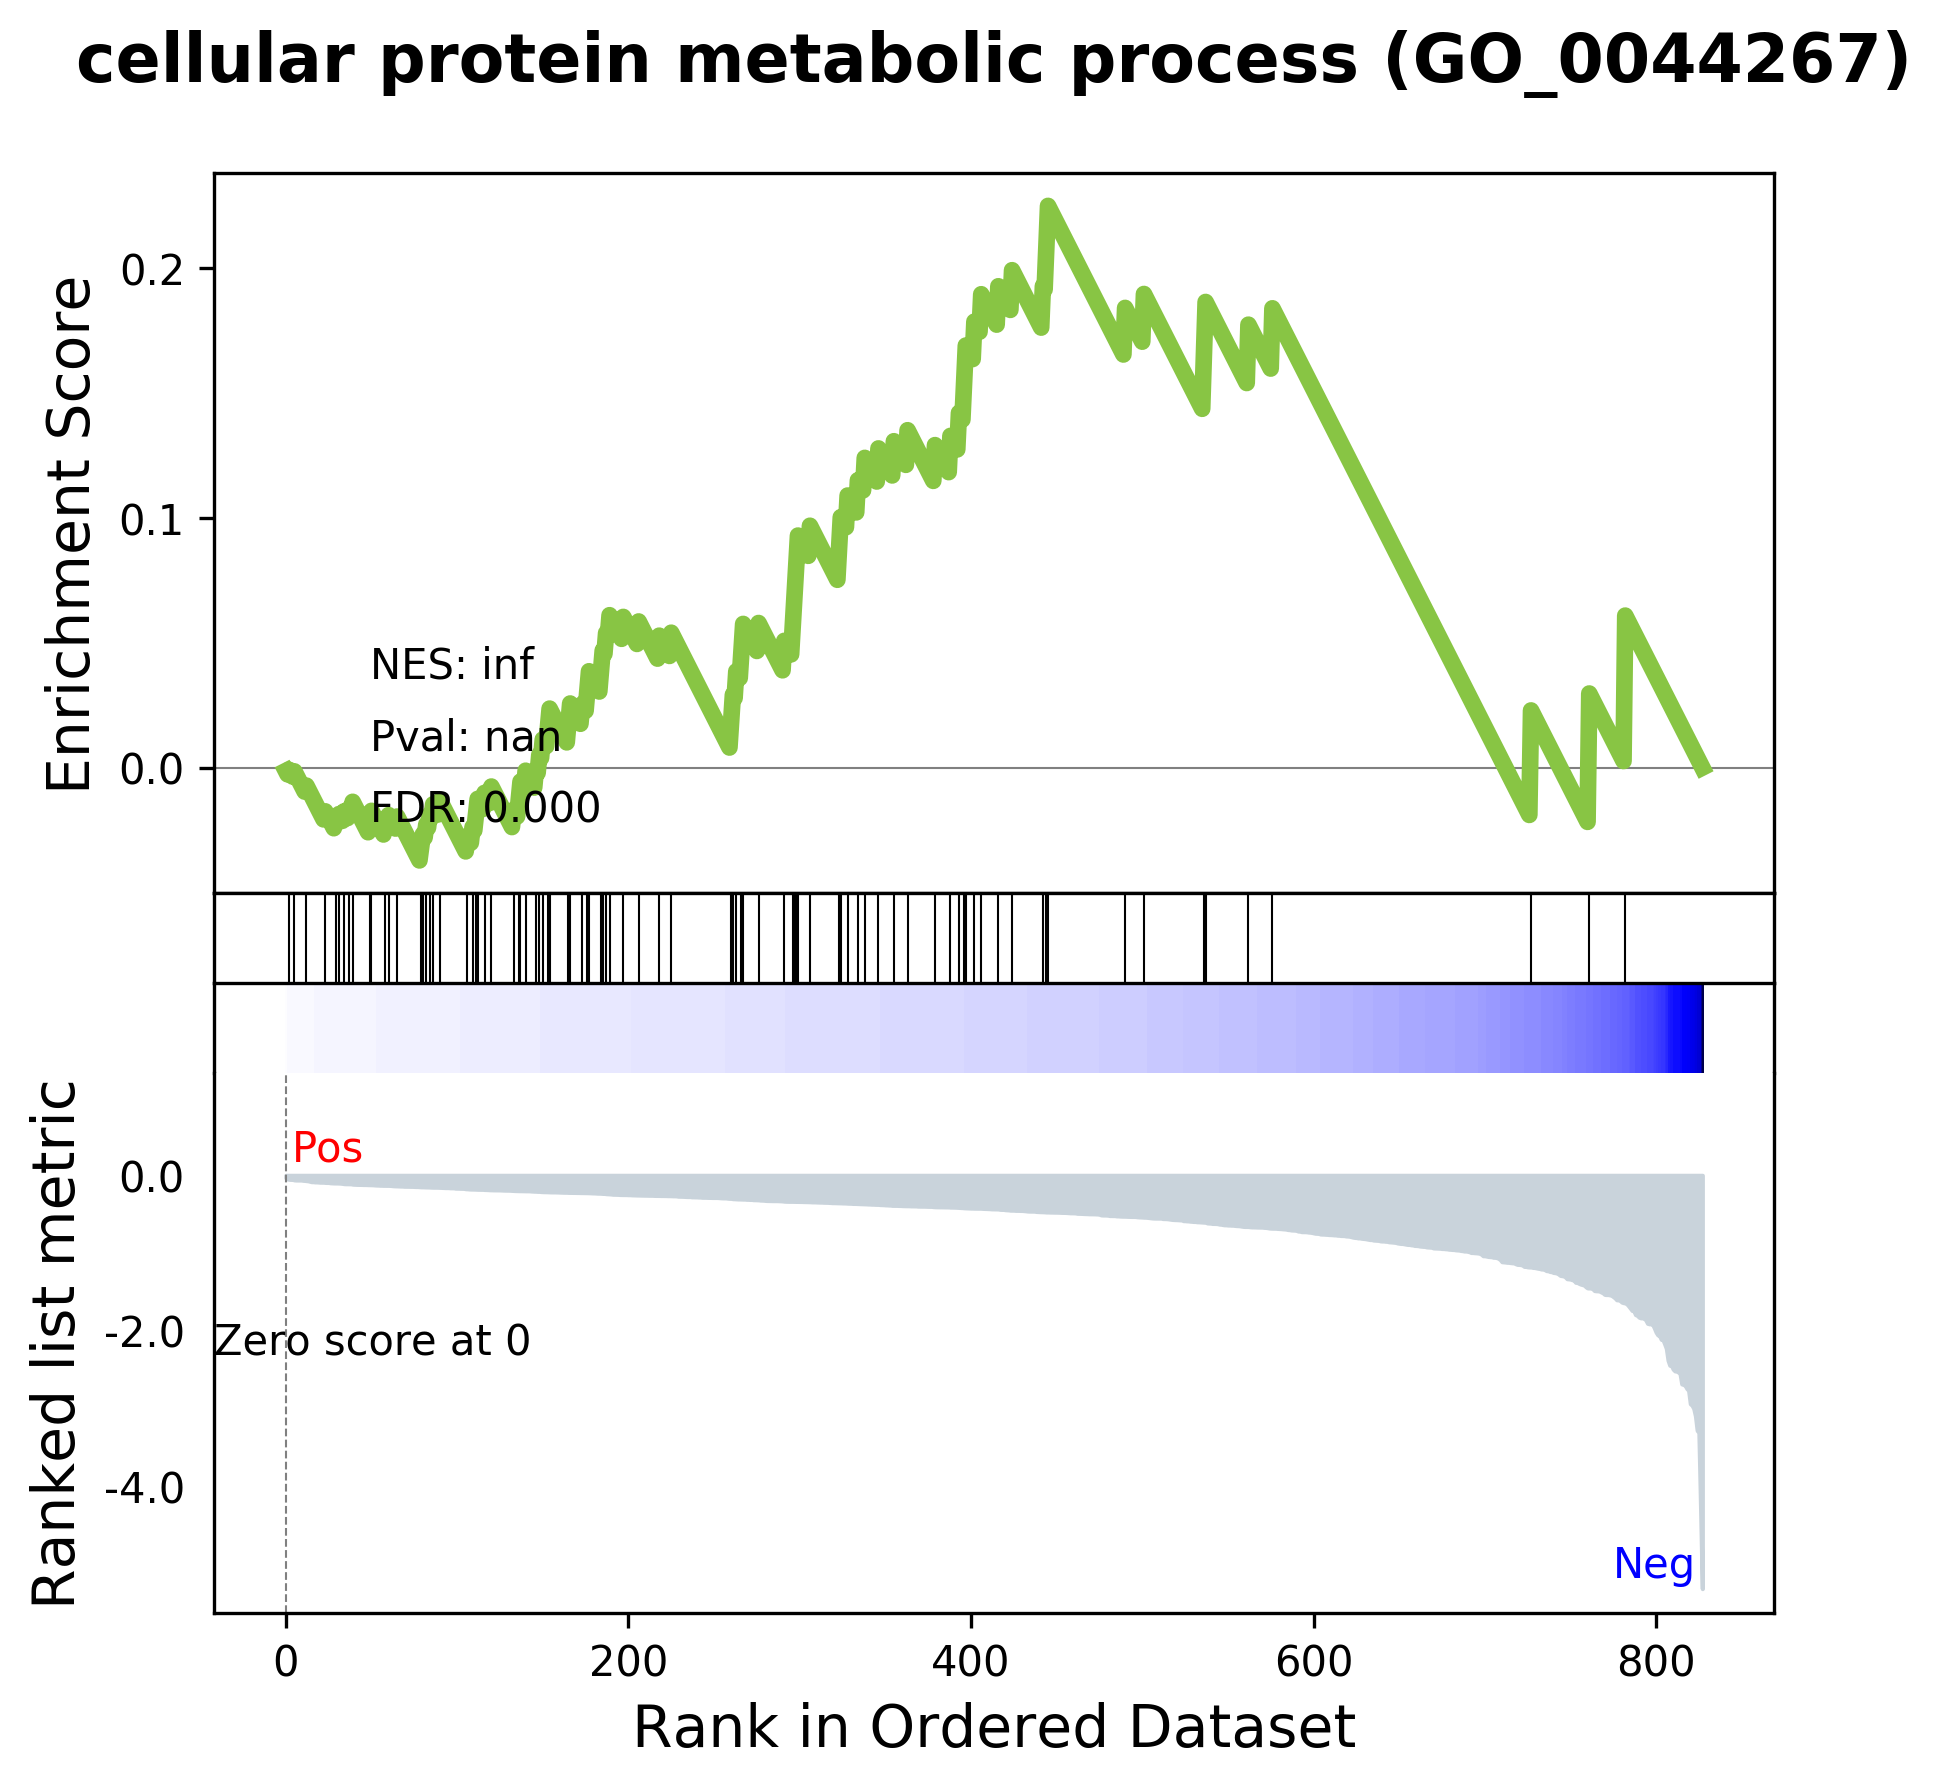 cellular protein metabolic process (GO_0044267)
Enrichment Score
0.2
0.1
0.0
NES: inf
Pval: nan
FDR: 0.000
Ranked list metric
Pos
0.0
-2.0
Zero score at 0
-4.0
Neg
0 200 400 600 800
Rank in Ordered Dataset